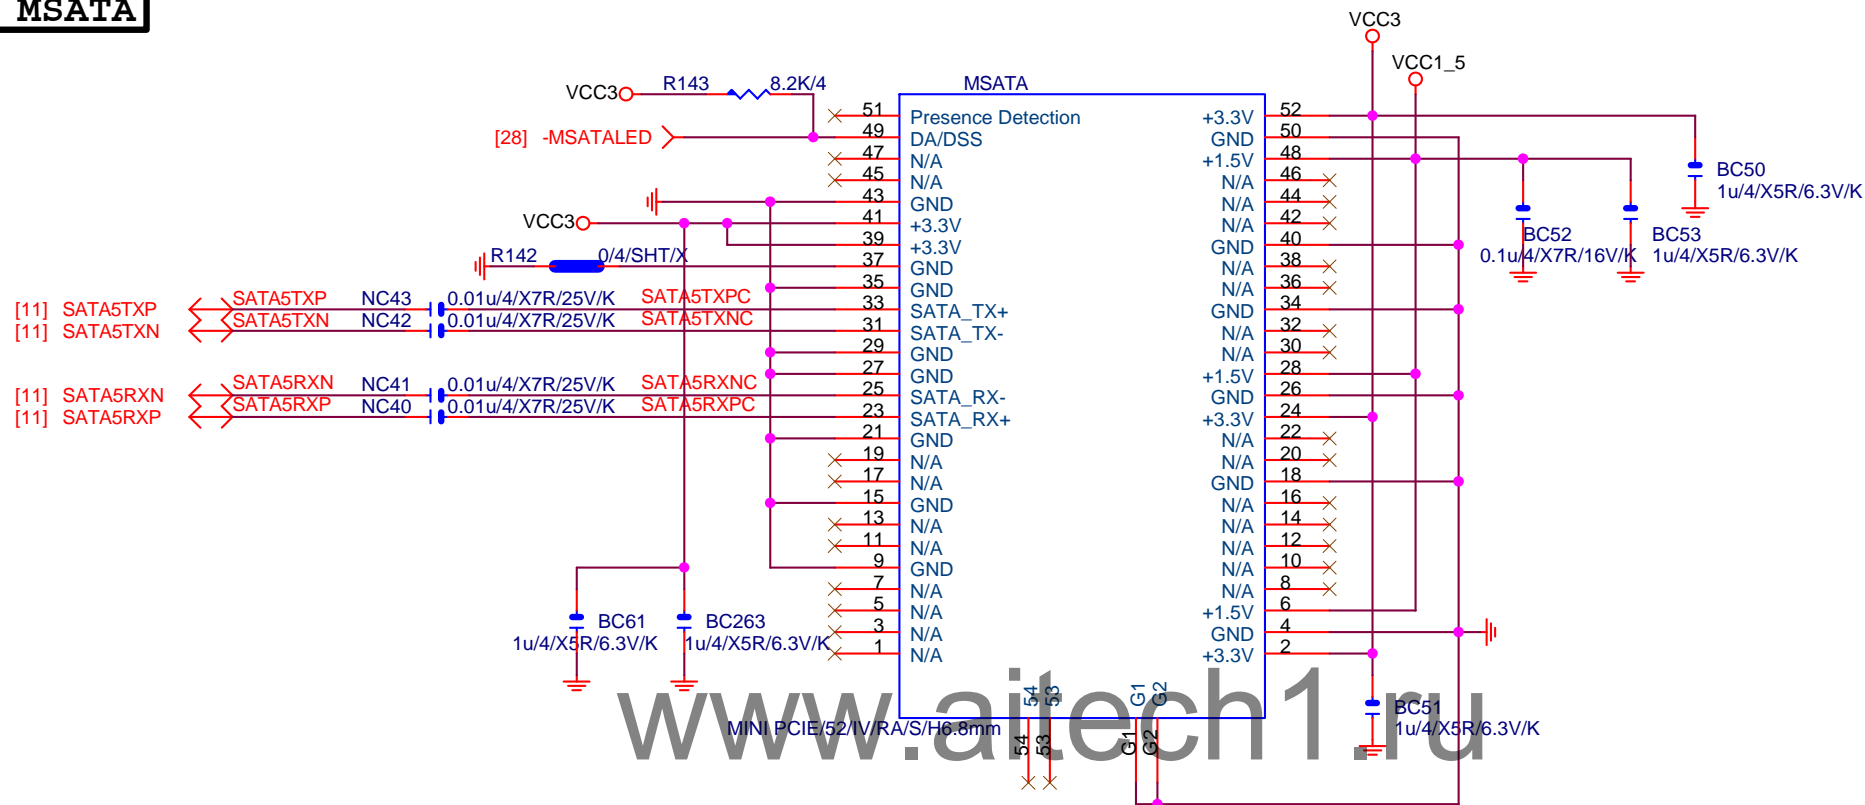 MSATA
VCC3
VCC1_5
VCC3 R143 8.2K/4 MSATA
[28] -MSATALED
51 Presence Detection +3.3V 52
49 DA/DSS GND 50
47 N/A +1.5V 48
45 N/A N/A 46
43 GND N/A 44
VCC3 41 +3.3V N/A 42
39 +3.3V GND 40
R142 0/4/SHT/X 37 GND N/A 38
35 GND N/A 36
[11] SATA5TXP SATA5TXP NC43 0.01u/4/X7R/25V/K SATA5TXPC 33 SATA_TX+ GND 34
[11] SATA5TXN SATA5TXN NC42 0.01u/4/X7R/25V/K SATA5TXNC 31 SATA_TX- N/A 32
29 GND N/A 30
27 GND +1.5V 28
[11] SATA5RXN SATA5RXN NC41 0.01u/4/X7R/25V/K SATA5RXNC 25 SATA_RX- GND 26
[11] SATA5RXP SATA5RXP NC40 0.01u/4/X7R/25V/K SATA5RXPC 23 SATA_RX+ +3.3V 24
21 GND N/A 22
19 N/A N/A 20
17 N/A GND 18
15 GND N/A 16
13 N/A N/A 14
11 N/A N/A 12
9 GND N/A 10
7 N/A N/A 8
5 N/A +1.5V 6
3 N/A GND 4
1 N/A +3.3V 2
BC50
1u/4/X5R/6.3V/K
BC52
0.1u/4/X7R/16V/K
BC53
1u/4/X5R/6.3V/K
BC61
1u/4/X5R/6.3V/K
BC263
1u/4/X5R/6.3V/K
54 53 G1 G2
MINI PCIE/52/IV/RA/S/H6.8mm
54 53 G1 G2
BC51
1u/4/X5R/6.3V/K
www.aitech1.ru